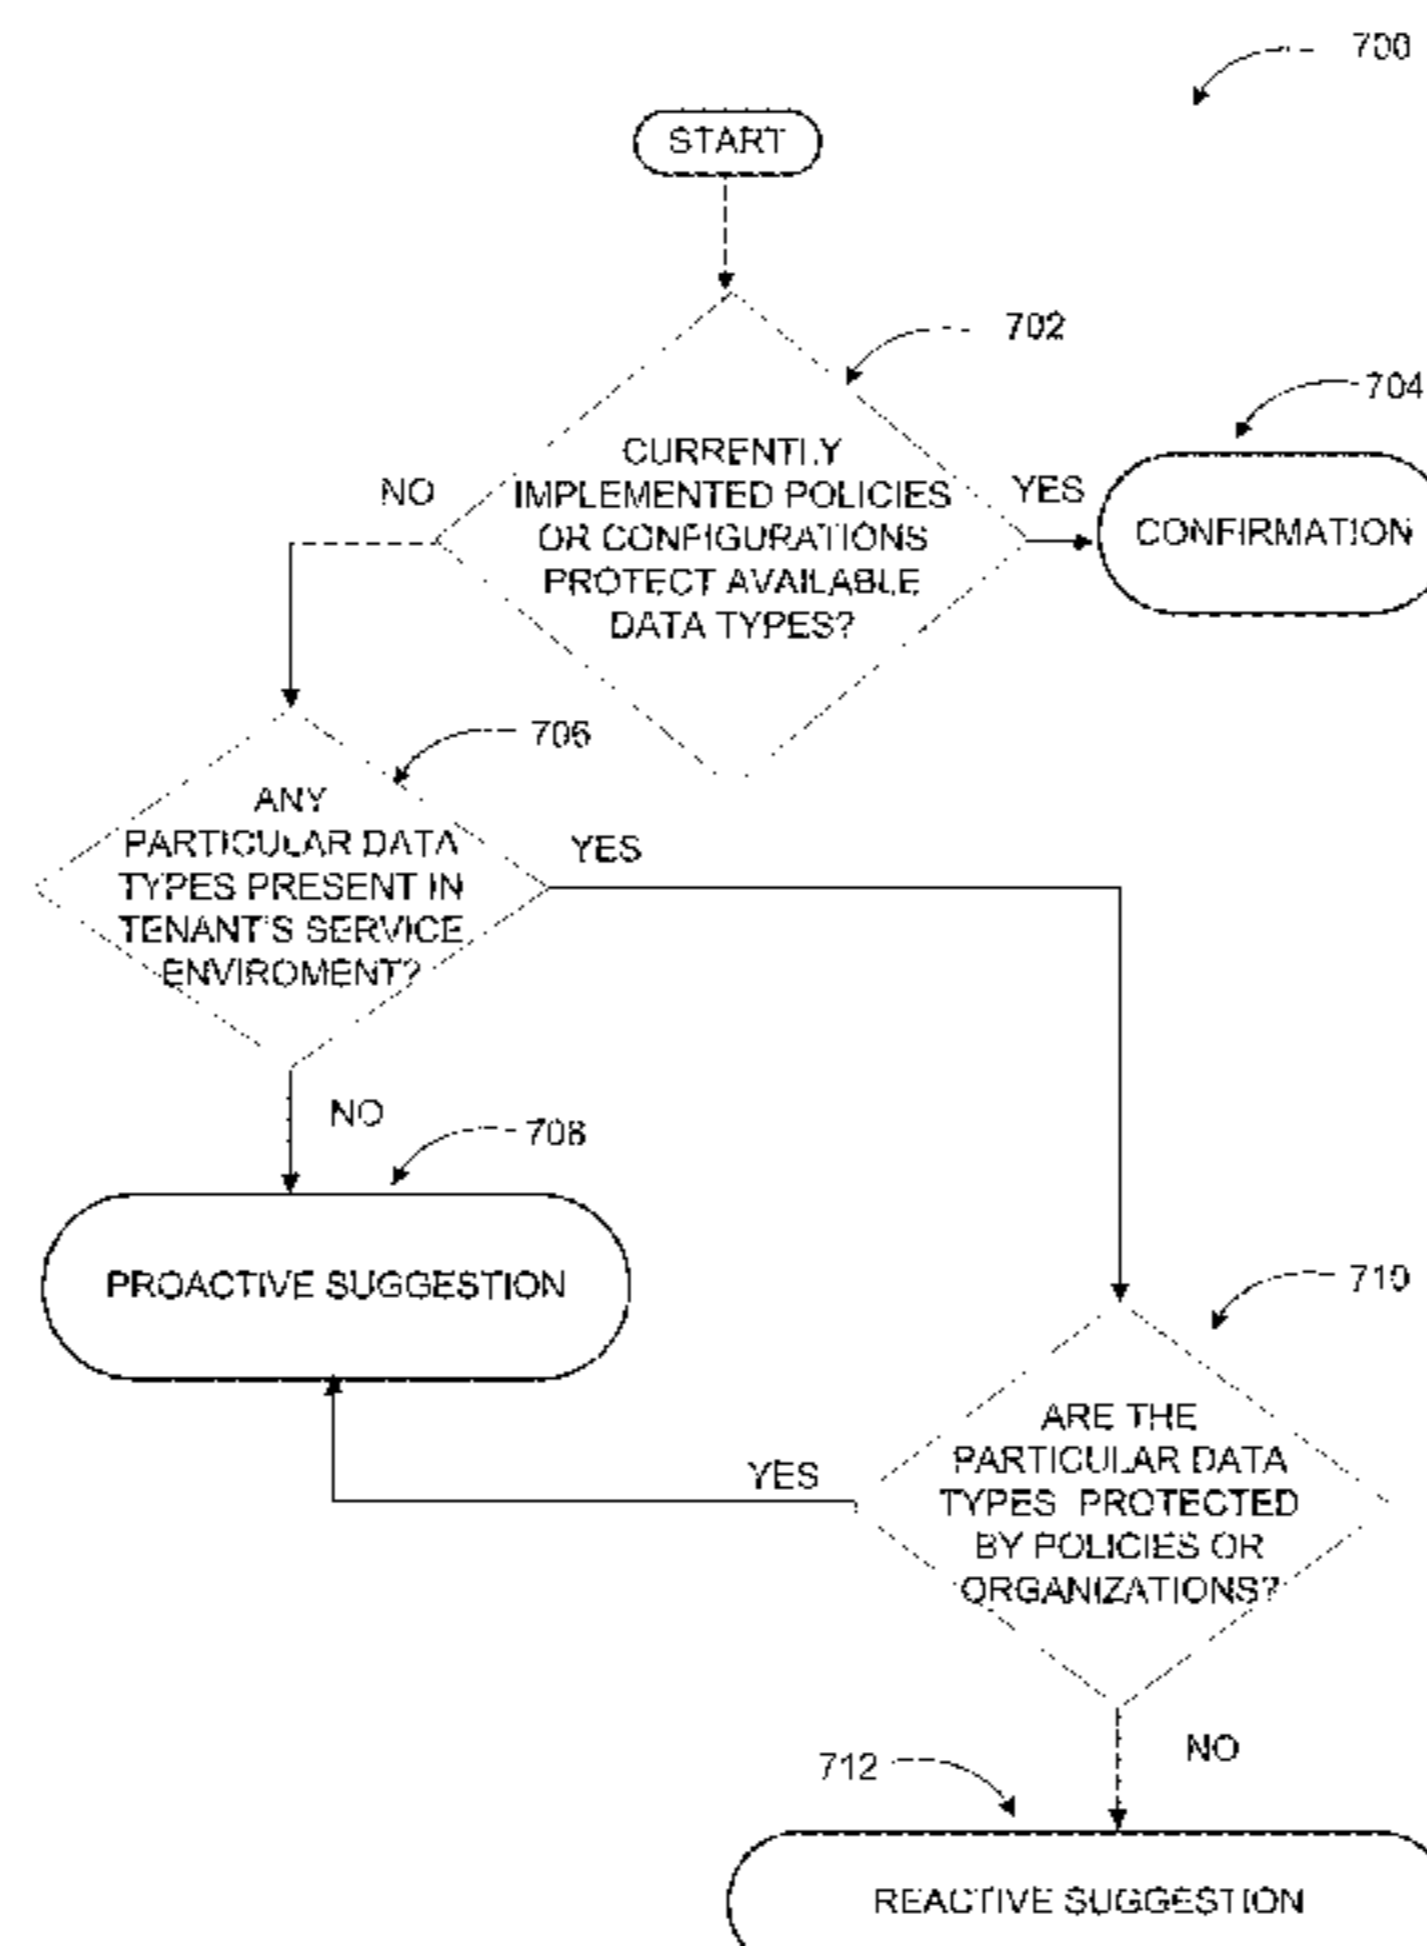 700
START
702
704
CURRENTLY
IMPLEMENTED POLICIES
OR CONFIGURATIONS
PROTECT AVAILABLE
DATA TYPES?
NO
YES
CONFIRMATION
706
ANY
PARTICULAR DATA
TYPES PRESENT IN
TENANT'S SERVICE
ENVIROMENT?
YES
NO
708
PROACTIVE SUGGESTION
710
ARE THE
PARTICULAR DATA
TYPES PROTECTED
BY POLICIES OR
ORGANIZATIONS?
YES
NO
712
REACTIVE SUGGESTION